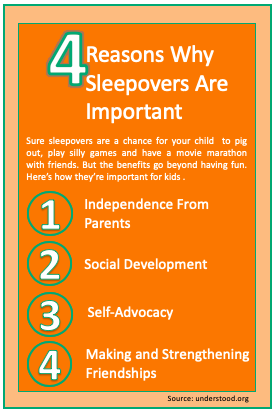 4 Reasons Why
Sleepovers Are
Important
Sure sleepovers are a chance for your child to pig
out, play silly games and have a movie marathon
with friends. But the benefits go beyond having fun.
Here's how they're important for kids .
1 Independence From
Parents
2 Social Development
3 Self-Advocacy
4 Making and Strengthening
Friendships
Source: understood.org